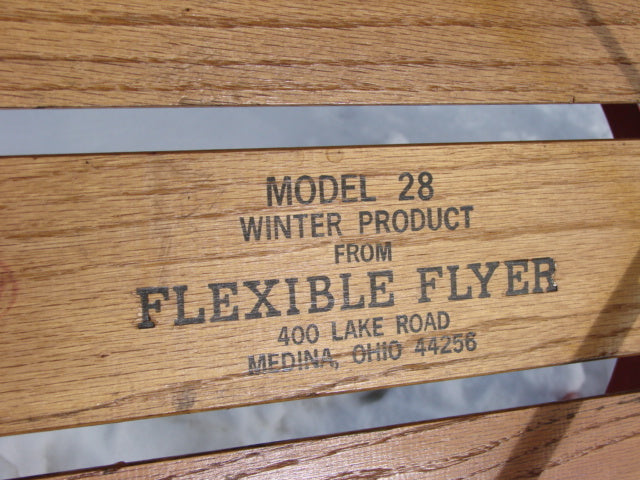 MODEL 28
WINTER PRODUCT
FROM
FLEXIBLE FLYER
400 LAKE ROAD
MEDINA, OHIO 44256